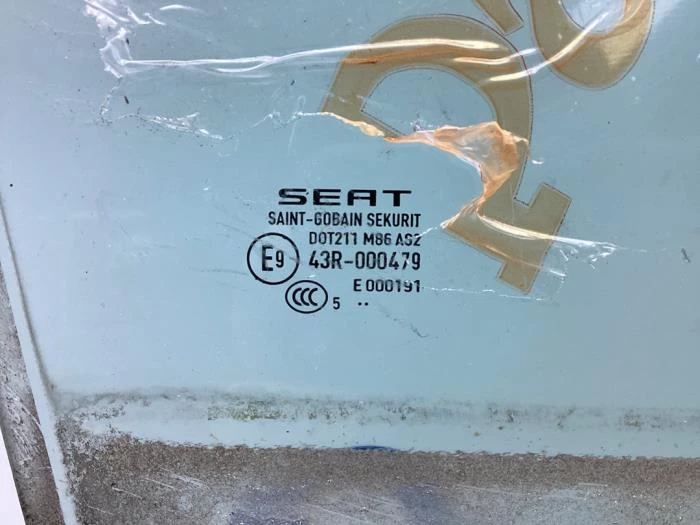 SEAT
SAINT-GOBAIN SEKURIT
DOT211 M86 AS2
E9 43R-000479
E 000191
CCC 5 ..